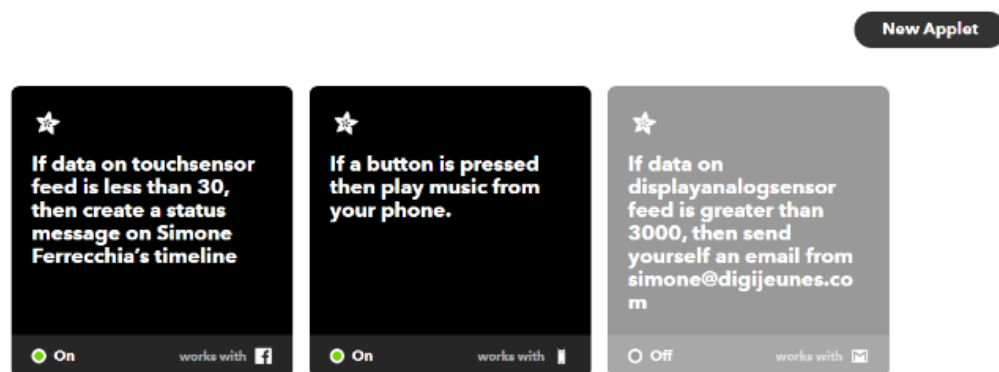 New Applet
If data on touchsensor
feed is less than 30,
then create a status
message on Simone
Ferrecchia’s timeline
On
works with
If a button is pressed
then play music from
your phone.
On
works with
If data on
displayanalogsensor
feed is greater than
3000, then send
yourself an email from
simone@digijeunes.co
m
Off
works with